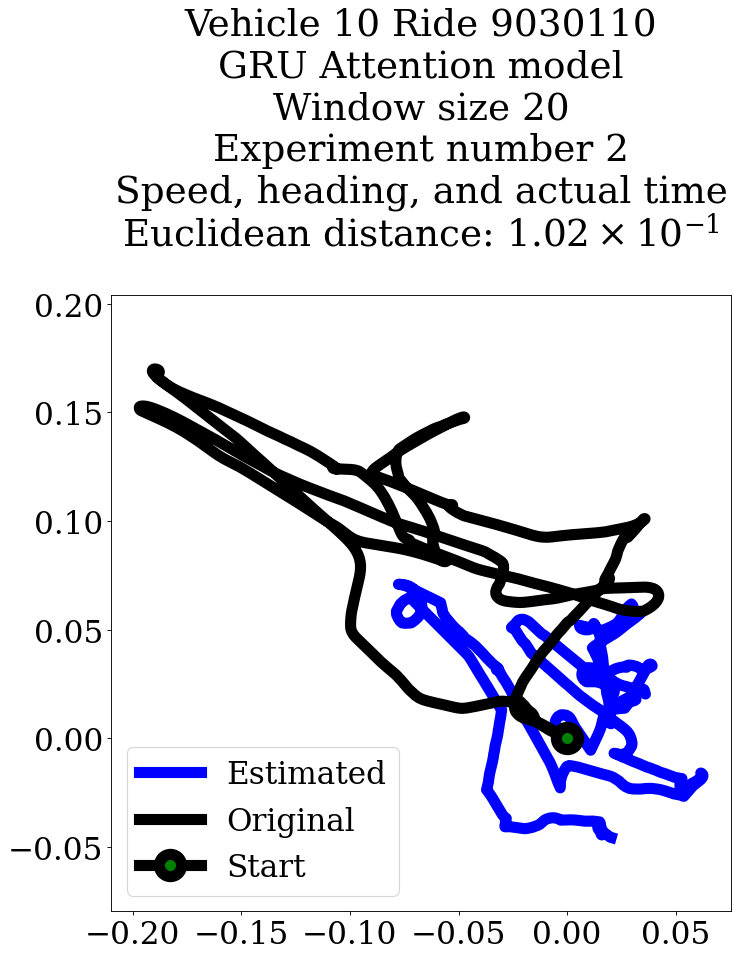 Vehicle 10 Ride 9030110
GRU Attention model
Window size 20
Experiment number 2
Speed, heading, and actual time
Euclidean distance: 1.02 × 10⁻¹
0.20
0.15
0.10
0.05
0.00
−0.05
Estimated
Original
Start
−0.20 −0.15 −0.10 −0.05 0.00 0.05